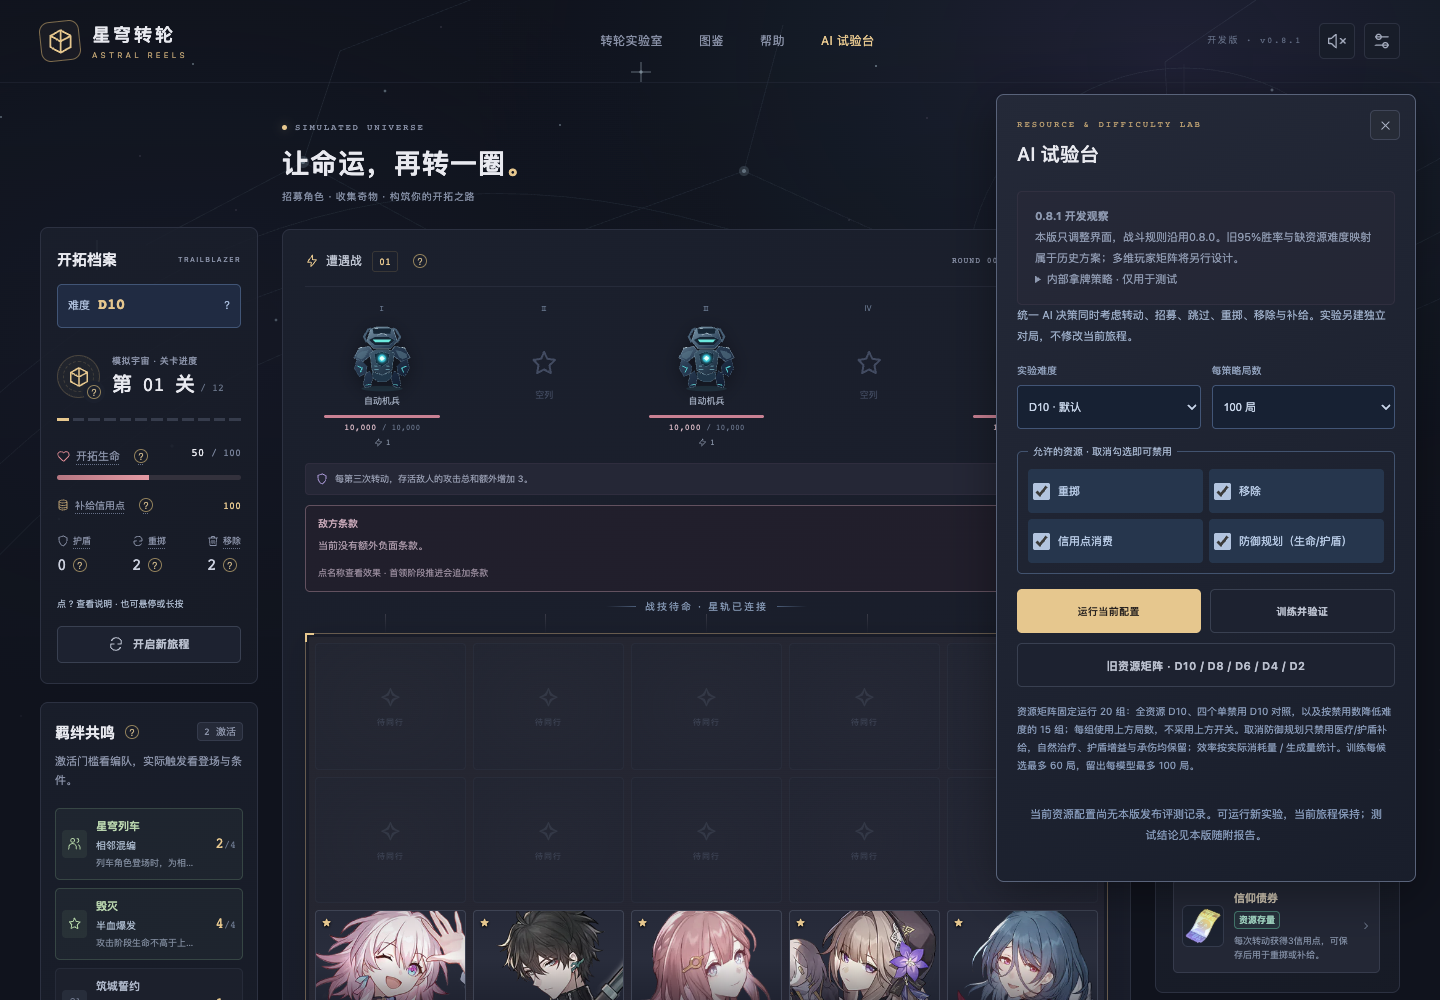 星穹转轮
ASTRAL REELS
转轮实验室
图鉴
帮助
AI 试验台
开发版 · v0.8.1
SIMULATED UNIVERSE
让命运，再转一圈。
招募角色 · 收集奇物 · 构筑你的开拓之路
开拓档案
TRAILBLAZER
难度 D10
?
模拟宇宙 · 关卡进度
第 01 关 / 12
?
开拓生命 ?
50 / 100
补给信用点 ?
100
护盾
重掷
移除
0 ?
2 ?
2 ?
点 ? 查看说明 · 也可悬停或长按
开启新旅程
羁绊共鸣 ?
2 激活
激活门槛看编队，实际触发看登场与条件。
星穹列车
相邻混编
列车角色登场时，为相...
2/4
毁灭
半血爆发
攻击阶段生命不高于上...
4/4
筑城誓约
遭遇战 01 ?
ROUND 00
I
II
IV
自动机兵
10,000 / 10,000
1
空列
自动机兵
10,000 / 10,000
1
空列
每第三次转动，存活敌人的攻击总和额外增加 3。
敌方条款
当前没有额外负面条款。
点名称查看效果 · 首领阶段推进会追加条款
战技待命 · 星轨已连接
待同行
待同行
待同行
待同行
待同行
待同行
待同行
待同行
RESOURCE & DIFFICULTY LAB
AI 试验台
0.8.1 开发观察
本版只调整界面，战斗规则沿用0.8.0。旧95%胜率与缺资源难度映射
属于历史方案；多维玩家矩阵将另行设计。
▶ 内部拿牌策略 · 仅用于测试
统一 AI 决策同时考虑转动、招募、跳过、重掷、移除与补给。实验另建独立
对局，不修改当前旅程。
实验难度
每策略局数
D10 · 默认
100 局
允许的资源 · 取消勾选即可禁用
重掷
移除
信用点消费
防御规划（生命/护盾）
运行当前配置
训练并验证
旧资源矩阵 · D10 / D8 / D6 / D4 / D2
资源矩阵固定运行 20 组：全资源 D10、四个单禁用 D10 对照，以及按禁用数降低难
度的 15 组；每组使用上方局数，不采用上方开关。取消防御规划只禁用医疗/护盾补
给，自然治疗、护盾增益与承伤均保留；效率按实际消耗量 / 生成量统计。训练每候
选最多 60 局，留出每模型最多 100 局。
当前资源配置尚无本版发布评测记录。可运行新实验，当前旅程保持；测
试结论见本版随附报告。
信仰债券
资源存量
每次转动获得3信用点，可保
存后用于重掷或补给。